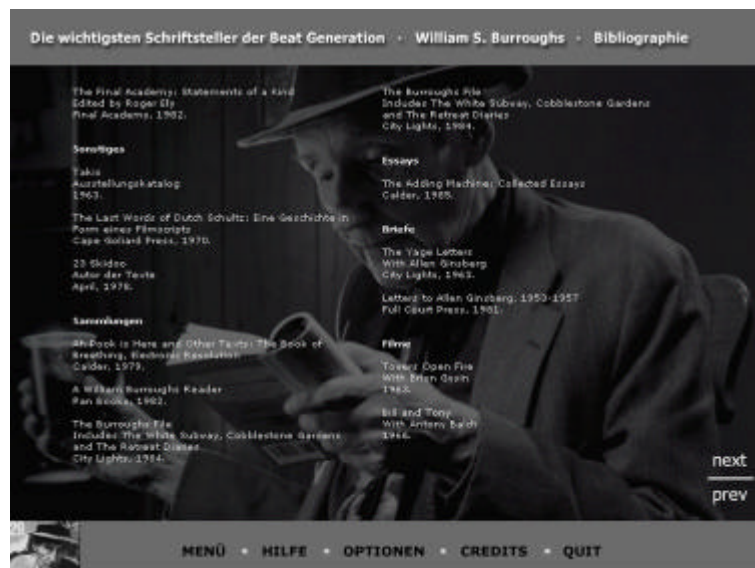 Die wichtigsten Schriftsteller der Beat Generation · William S. Burroughs · Bibliographie
The Final Academy: Statements of a Kind
Edited by Roger Ely
Final Academy, 1982.
Sonstiges
Takis
Ausstellungskatalog
1963.
The Last Words of Dutch Schultz: Eine Geschichte in
Form eines Filmscripts
Cape Goliard Press, 1970.
23 Skidoo
Autor der Texte
April, 1978.
Sammlungen
Ah Pook is Here and Other Texts: The Book of
Breething, Electronic Revolution
Calder, 1979.
A William Burroughs Reader
Pan Books, 1982.
The Burroughs File
Includes The White Subway, Cobblestone Gardens
and The Retreat Diaries
City Lights, 1984.
The Burroughs File
Includes The White Subway, Cobblestone Gardens
and The Retreat Diaries
City Lights, 1984.
Essays
The Adding Machine: Collected Essays
Calder, 1985.
Briefe
The Yage Letters
With Allen Ginsberg
City Lights, 1963.
Letters to Allen Ginsberg, 1953-1957
Full Court Press, 1981.
Filme
Towers Open Fire
With Brion Gysin
1963.
Bill and Tony
With Antony Balch
1966.
next
prev
MENÜ • HILFE • OPTIONEN • CREDITS • QUIT